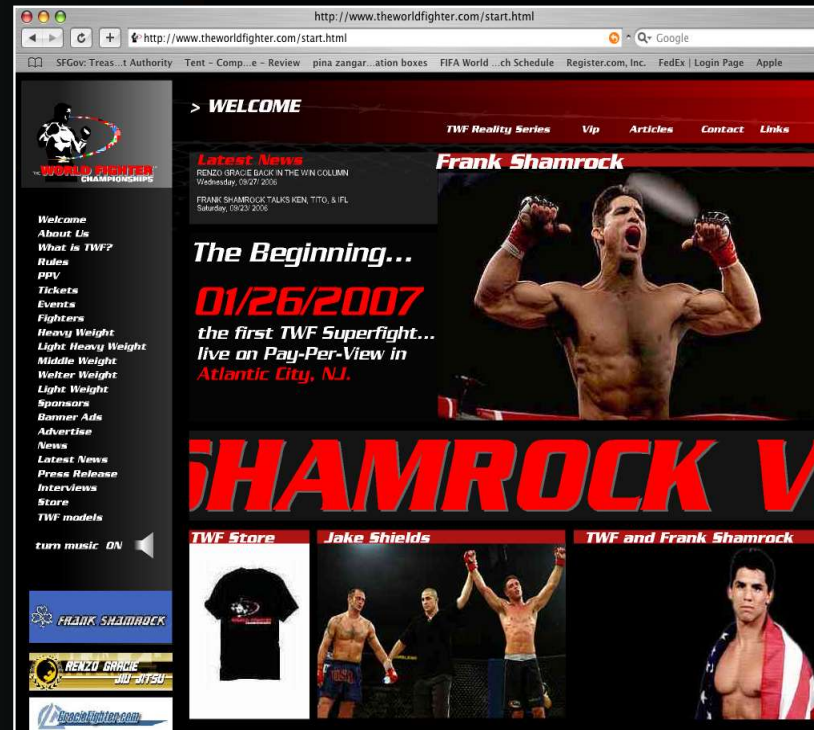 http://www.theworldfighter.com/start.html
http://www.theworldfighter.com/start.html
Google
SFGov: Treas...t Authority Tent - Comp...e - Review pina zangar...ation boxes FIFA World ...ch Schedule Register.com, Inc. FedEx | Login Page Apple
THE WORLD FIGHTER
CHAMPIONSHIPS
> WELCOME
TWF Reality Series Vip Articles Contact Links
Latest News
RENZO GRACIE BACK IN THE WIN COLUMN
Wednesday, 09/27/ 2006
FRANK SHAMROCK TALKS KEN, TITO, & IFL
Saturday, 09/23/ 2006
Frank Shamrock
The Beginning...
01/26/2007
the first TWF Superfight...
live on Pay-Per-View in
Atlantic City, N.J.
Welcome
About Us
What is TWF?
Rules
PPV
Tickets
Events
Fighters
Heavy Weight
Light Heavy Weight
Middle Weight
Welter Weight
Light Weight
Sponsors
Banner Ads
Advertise
News
Latest News
Press Release
Interviews
Store
TWF models
turn music ON
SHAMROCK V
TWF Store
Jake Shields
TWF and Frank Shamrock
WORLD FIGHTER
FRANK SHAMROCK
RENZO GRACIE
JIU JITSU
GracieFighter.com